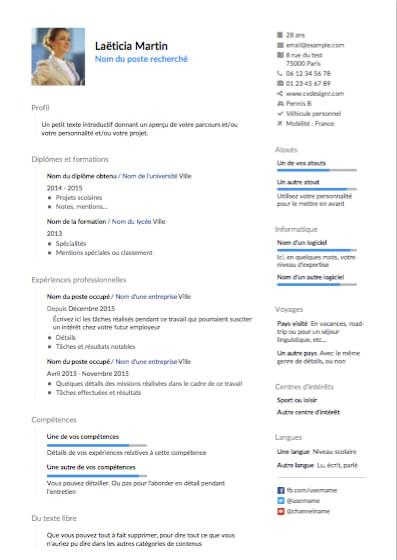 Laëticia Martin
Nom du poste recherché
Profil
Un petit texte introductif donnant un aperçu de votre parcours et/ou
votre personnalité et/ou votre projet.
Diplômes et formations
Nom du diplôme obtenu / Nom de l'université Ville
2014 - 2015
Projets scolaires
Notes, mentions...
Nom de la formation / Nom du lycée Ville
2013
Spécialités
Mentions spéciales ou classement
Expériences professionnelles
Nom du poste occupé / Nom d'une entreprise Ville
Depuis Décembre 2015
Écrivez ici les tâches réalisés pendant ce travail qui pourraient susciter
un intérêt chez votre futur employeur
Détails
Tâches et résultats notables
Nom du poste occupé / Nom d'une entreprise Ville
Avril 2015 - Novembre 2015
Quelques détails des missions réalisées dans le cadre de ce travail
Tâches effectuées et résultats
Compétences
Une de vos compétences
Détails de vos expériences relatives à cette compétence
Une autre de vos compétences
Vous pouvez détailler. Ou pas pour l'aborder en détail pendant
l'entretien
Du texte libre
Que vous pouvez tout à fait supprimer, pour dire tout ce que vous
n'auriez pu dire dans les autres catégories de contenus
28 ans
email@example.com
8 rue du test
75000 Paris
06 12 34 56 78
01 23 45 67 89
www.cvdesignr.com
Permis B
Véhicule personnel
Mobilité : France
Atouts
Un de vos atouts
Un autre atout
Utilisez votre personnalité
pour le mettre en avant
Informatique
Nom d'un logiciel
Ici, en quelques mots, votre
niveau d'expertise
Nom d'un autre logiciel
Voyages
Pays visité En vacances, road-
trip ou pour un séjour
linguistique, etc...
Un autre pays Avec le même
genre de détails, ou non
Centres d'intérêts
Sport ou loisir
Autre centre d'intérêt
Langues
Une langue Niveau scolaire
Autre langue Lu, écrit, parlé
fb.com/username
@username
@channelname